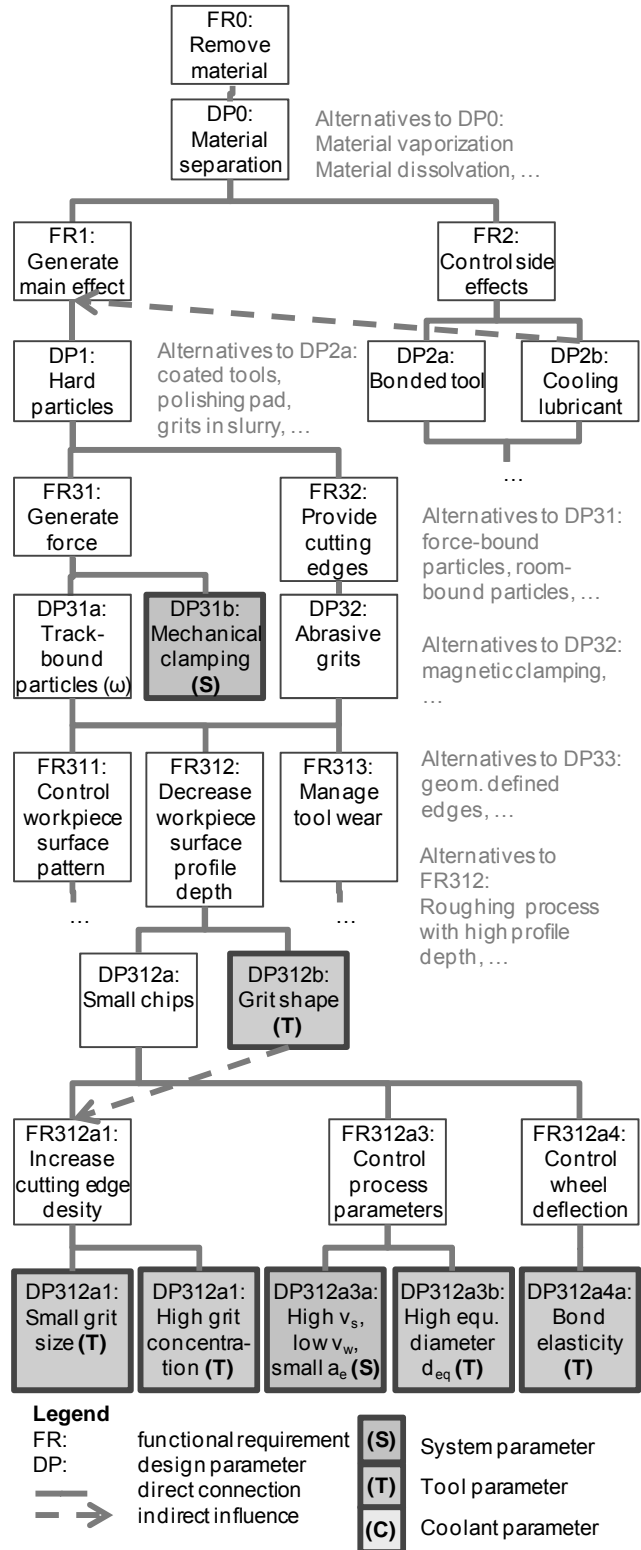 FR0:
Remove
material
DP0:
Material
separation
Alternatives to DP0:
Material vaporization
Material dissolvation, …
FR1:
Generate
main effect
FR2:
Control side
effects
DP1:
Hard
particles
Alternatives to DP2a:
coated tools,
polishing pad,
grits in slurry, …
DP2a:
Bonded tool
DP2b:
Cooling
lubricant
…
FR31:
Generate
force
FR32:
Provide
cutting
edges
Alternatives to DP31:
force-bound
particles, room-
bound particles, …
DP31a:
Track-
bound
particles (ω)
DP31b:
Mechanical
clamping
(S)
DP32:
Abrasive
grits
Alternatives to DP32:
magnetic clamping,
…
FR311:
Control
workpiece
surface
pattern
FR312:
Decrease
workpiece
surface
profile
depth
FR313:
Manage
tool wear
Alternatives to DP33:
geom. defined
edges, …
Alternatives to
FR312:
Roughing process
with high profile
depth, …
…
…
DP312a:
Small chips
DP312b:
Grit shape
(T)
FR312a1:
Increase
cutting edge
desity
FR312a3:
Control
process
parameters
FR312a4:
Control
wheel
deflection
DP312a1:
Small grit
size (T)
DP312a1:
High grit
concentra-
tion (T)
DP312a3a:
High vs,
low vw,
small ae (S)
DP312a3b:
High equ.
diameter
deq (T)
DP312a4a:
Bond
elasticity
(T)
Legend
FR: functional requirement
DP: design parameter
direct connection
indirect influence
(S) System parameter
(T) Tool parameter
(C) Coolant parameter